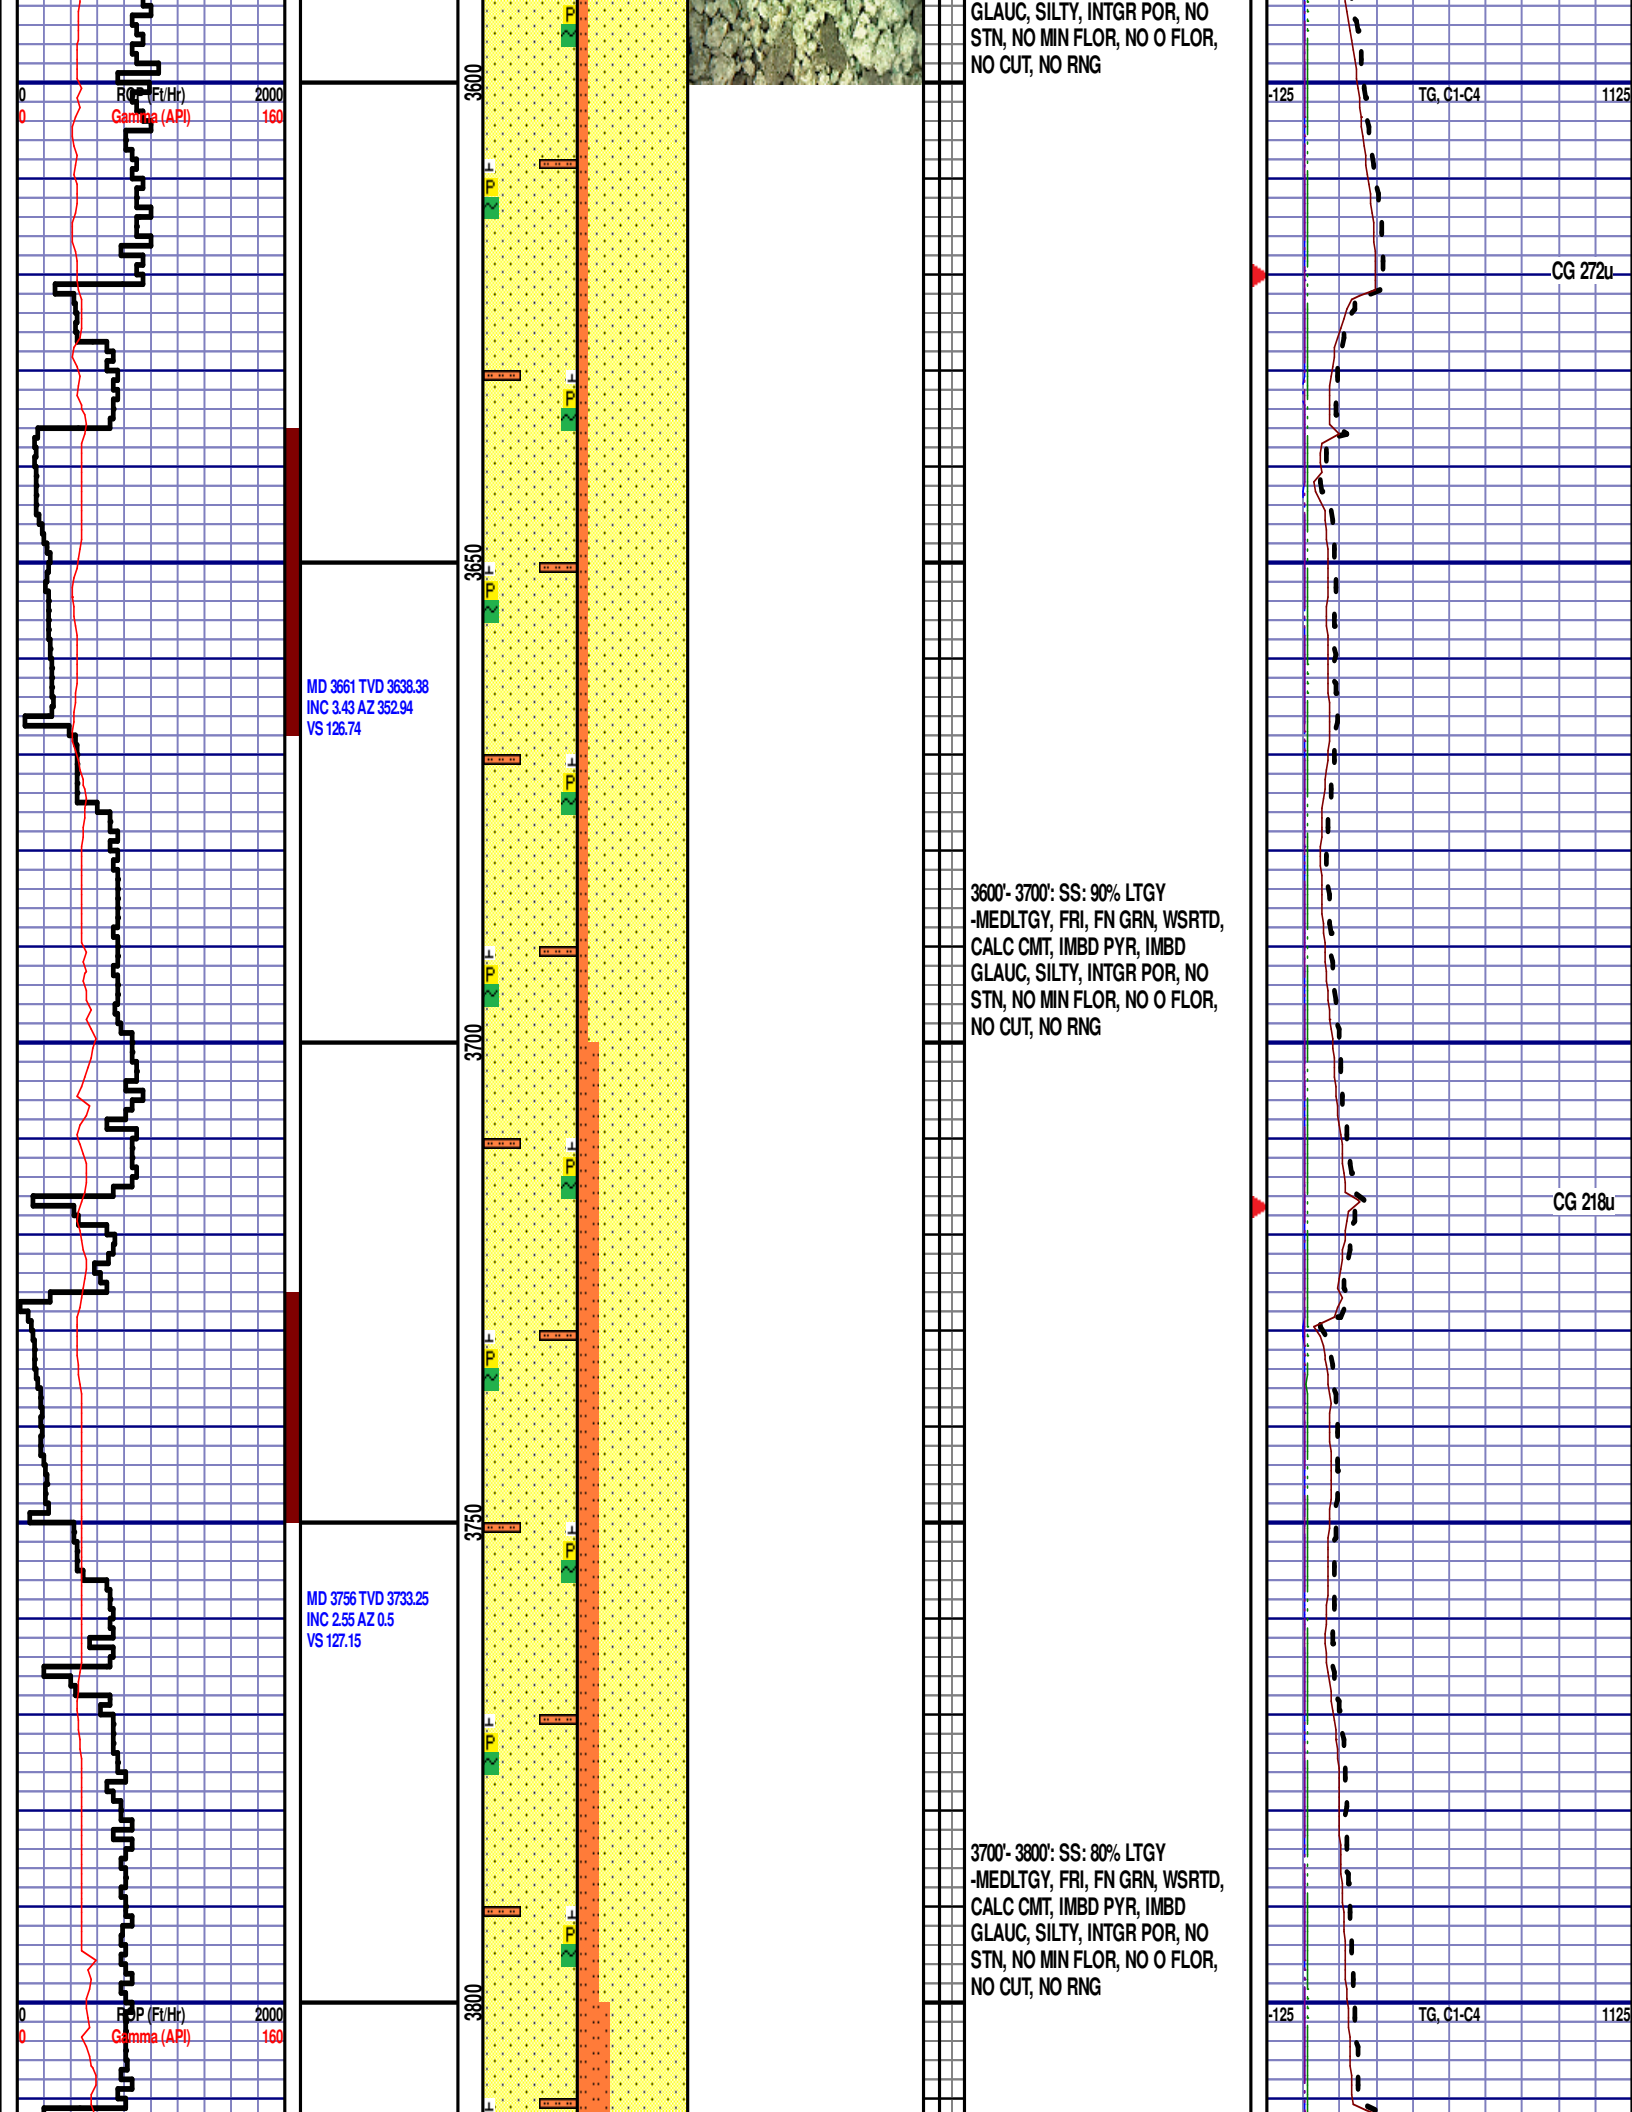 GLAUC, SILTY, INTGR POR, NO
STN, NO MIN FLOR, NO O FLOR,
NO CUT, NO RNG
3600
0 ROP (Ft/Hr) 2000
0 Gamma (API) 160
-125 TG, C1-C4 1125
P
P
CG 272u
P
3650
P
MD 3661 TVD 3638.38
INC 3.43 AZ 352.94
VS 126.74
P
3600'- 3700': SS: 90% LTGY
-MEDLTGY, FRI, FN GRN, WSRTD,
CALC CMT, IMBD PYR, IMBD
GLAUC, SILTY, INTGR POR, NO
STN, NO MIN FLOR, NO O FLOR,
NO CUT, NO RNG
P
3700
P
CG 218u
P
3750
P
MD 3756 TVD 3733.25
INC 2.55 AZ 0.5
VS 127.15
P
3700'- 3800': SS: 80% LTGY
-MEDLTGY, FRI, FN GRN, WSRTD,
CALC CMT, IMBD PYR, IMBD
GLAUC, SILTY, INTGR POR, NO
STN, NO MIN FLOR, NO O FLOR,
NO CUT, NO RNG
P
3800
0 ROP (Ft/Hr) 2000
0 Gamma (API) 160
-125 TG, C1-C4 1125